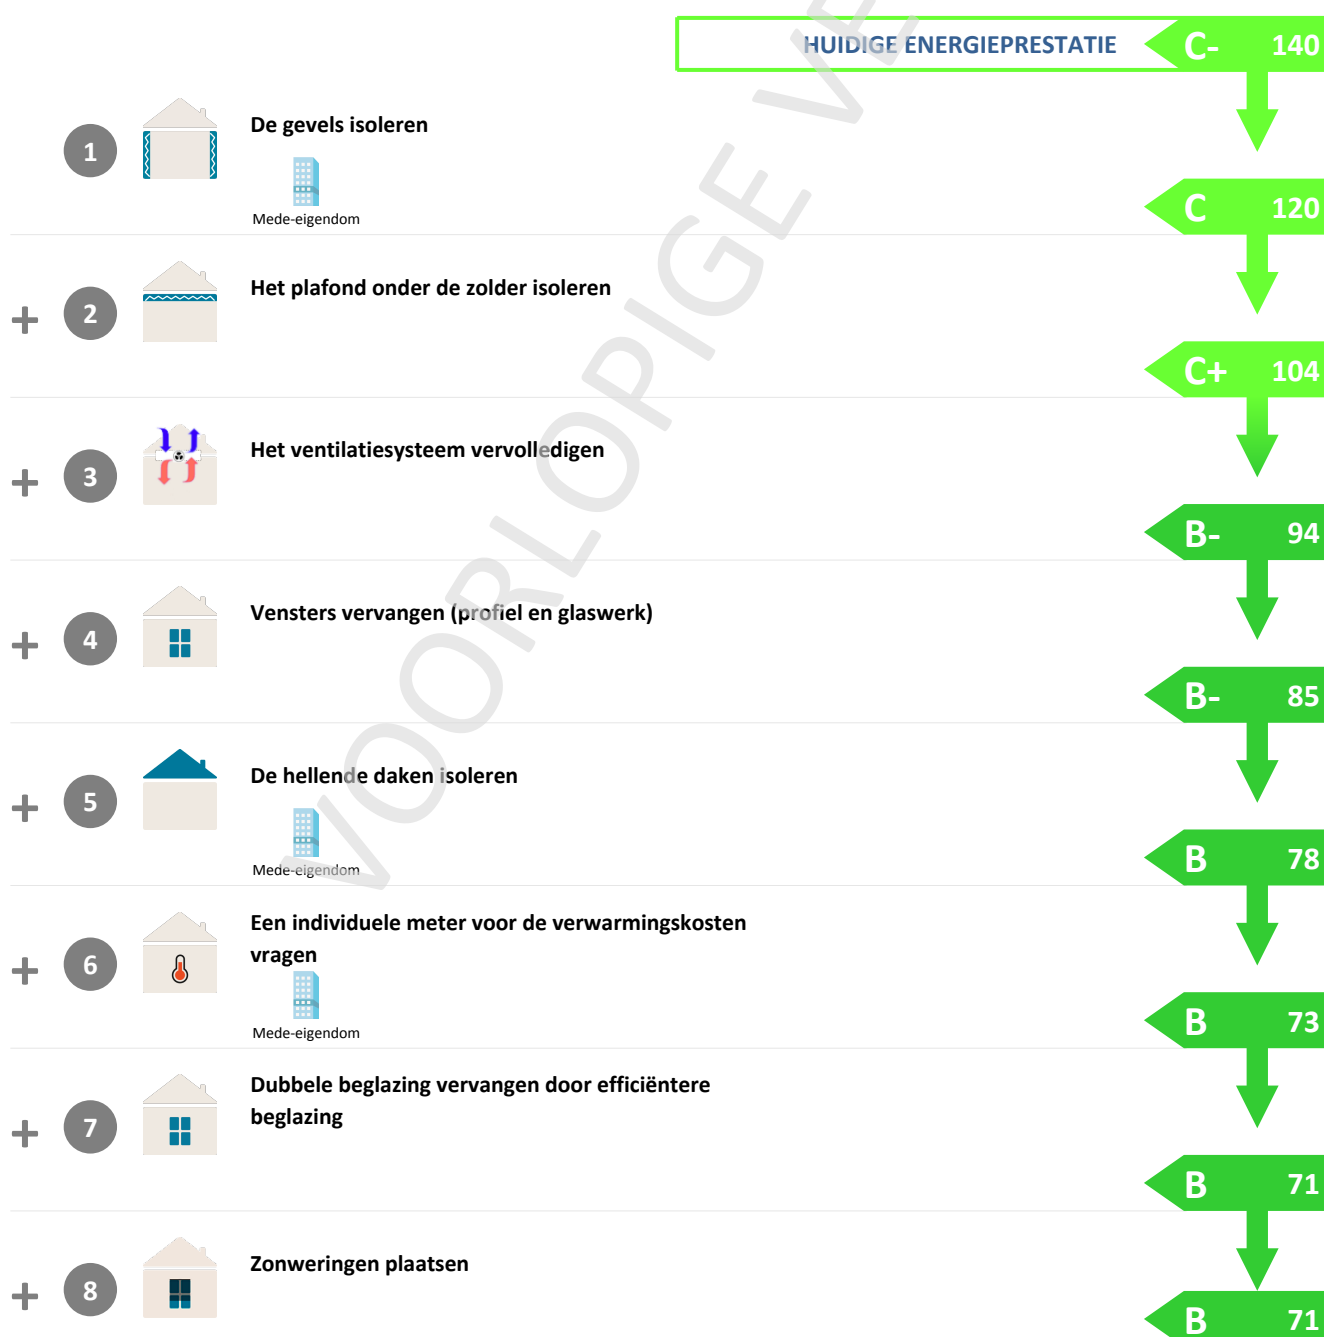 HUIDIGE ENERGIEPRESTATIE C- 140
1 De gevels isoleren
Mede-eigendom
C 120
+ 2 Het plafond onder de zolder isoleren
C+ 104
+ 3 Het ventilatiesysteem vervolledigen
B- 94
+ 4 Vensters vervangen (profiel en glaswerk)
B- 85
+ 5 De hellende daken isoleren
Mede-eigendom
B 78
+ 6 Een individuele meter voor de verwarmingskosten
vragen
Mede-eigendom
B 73
+ 7 Dubbele beglazing vervangen door efficiëntere
beglazing
B 71
+ 8 Zonweringen plaatsen
B 71
VOORLOPIGE VE